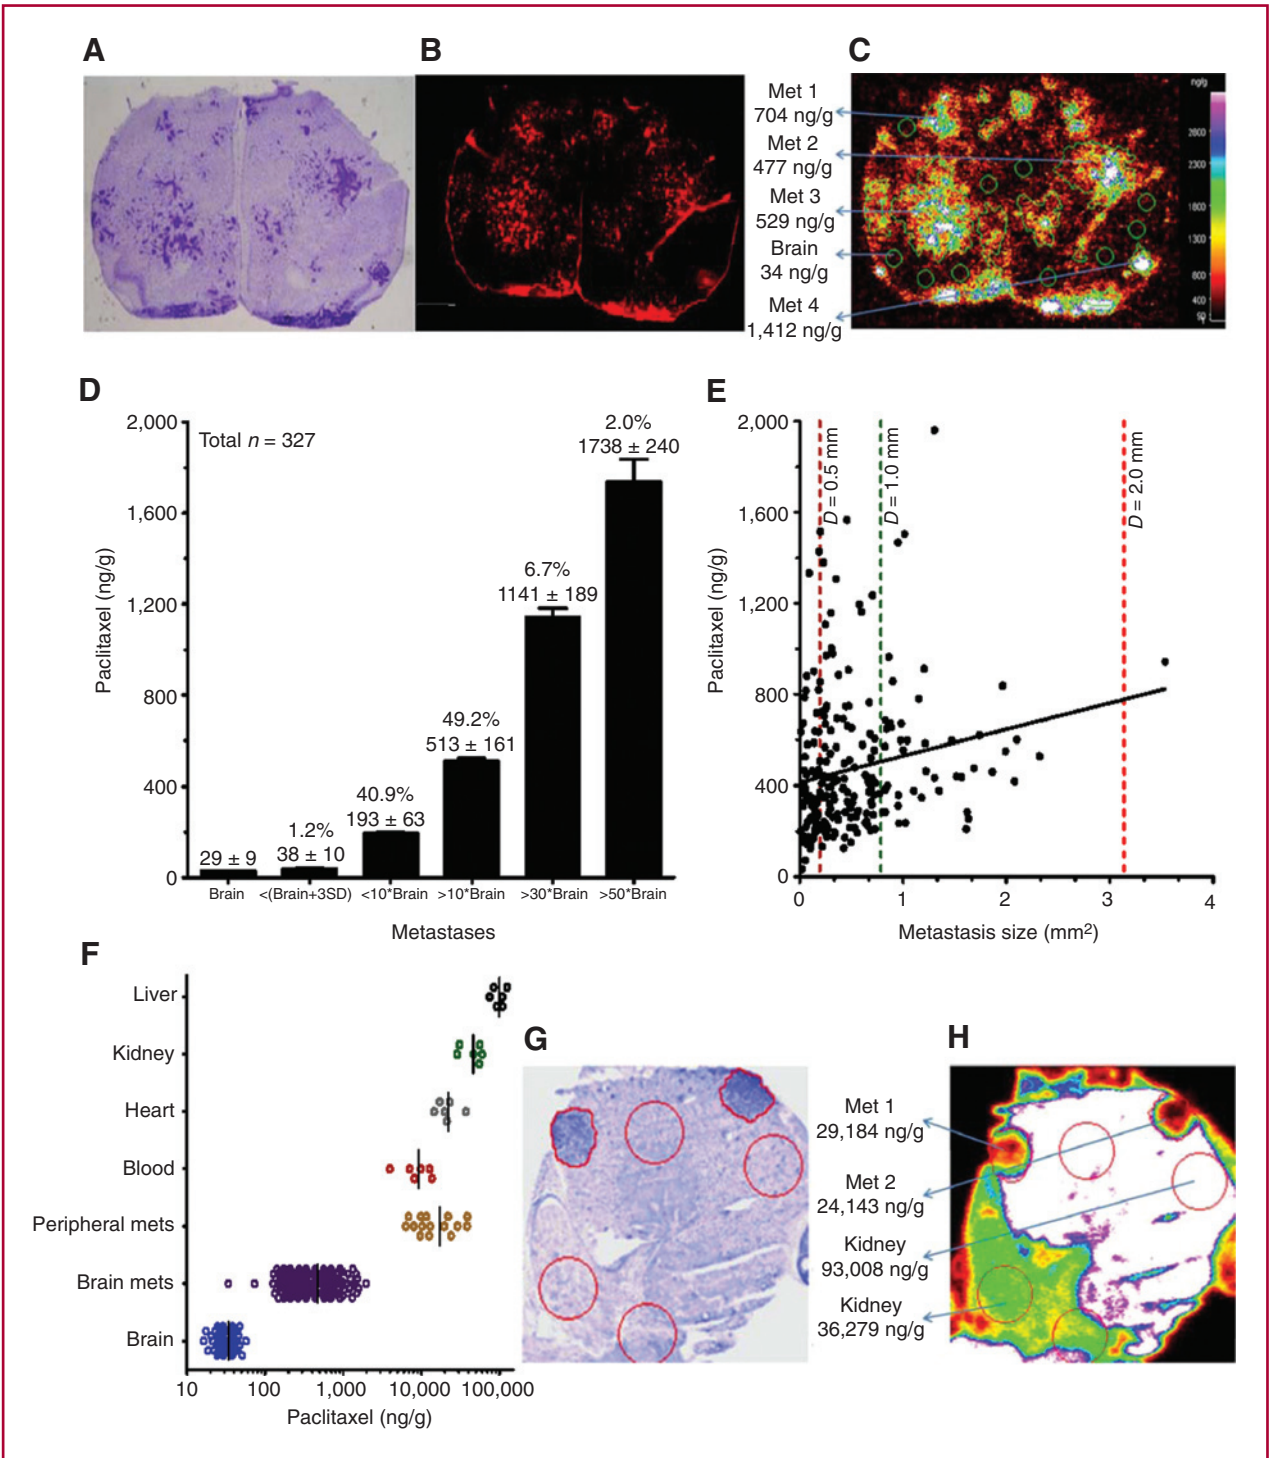 A
B
C
Met 1
704 ng/g
Met 2
477 ng/g
Met 3
529 ng/g
Brain
34 ng/g
Met 4
1,412 ng/g
ng/g
2600
2300
1800
1300
800
400
D
Total n = 327
Paclitaxel (ng/g)
2,000
1,600
1,200
800
400
0
29 ± 9
1.2%
38 ± 10
40.9%
193 ± 63
49.2%
513 ± 161
6.7%
1141 ± 189
2.0%
1738 ± 240
Brain <(Brain+3SD) <10*Brain >10*Brain >30*Brain >50*Brain
Metastases
E
Paclitaxel (ng/g)
2,000
1,600
1,200
800
400
0
D = 0.5 mm
D = 1.0 mm
D = 2.0 mm
0 1 2 3 4
Metastasis size (mm²)
F
Liver
Kidney
Heart
Blood
Peripheral mets
Brain mets
Brain
10 100 1,000 10,000 100,000
Paclitaxel (ng/g)
G
H
Met 1
29,184 ng/g
Met 2
24,143 ng/g
Kidney
93,008 ng/g
Kidney
36,279 ng/g